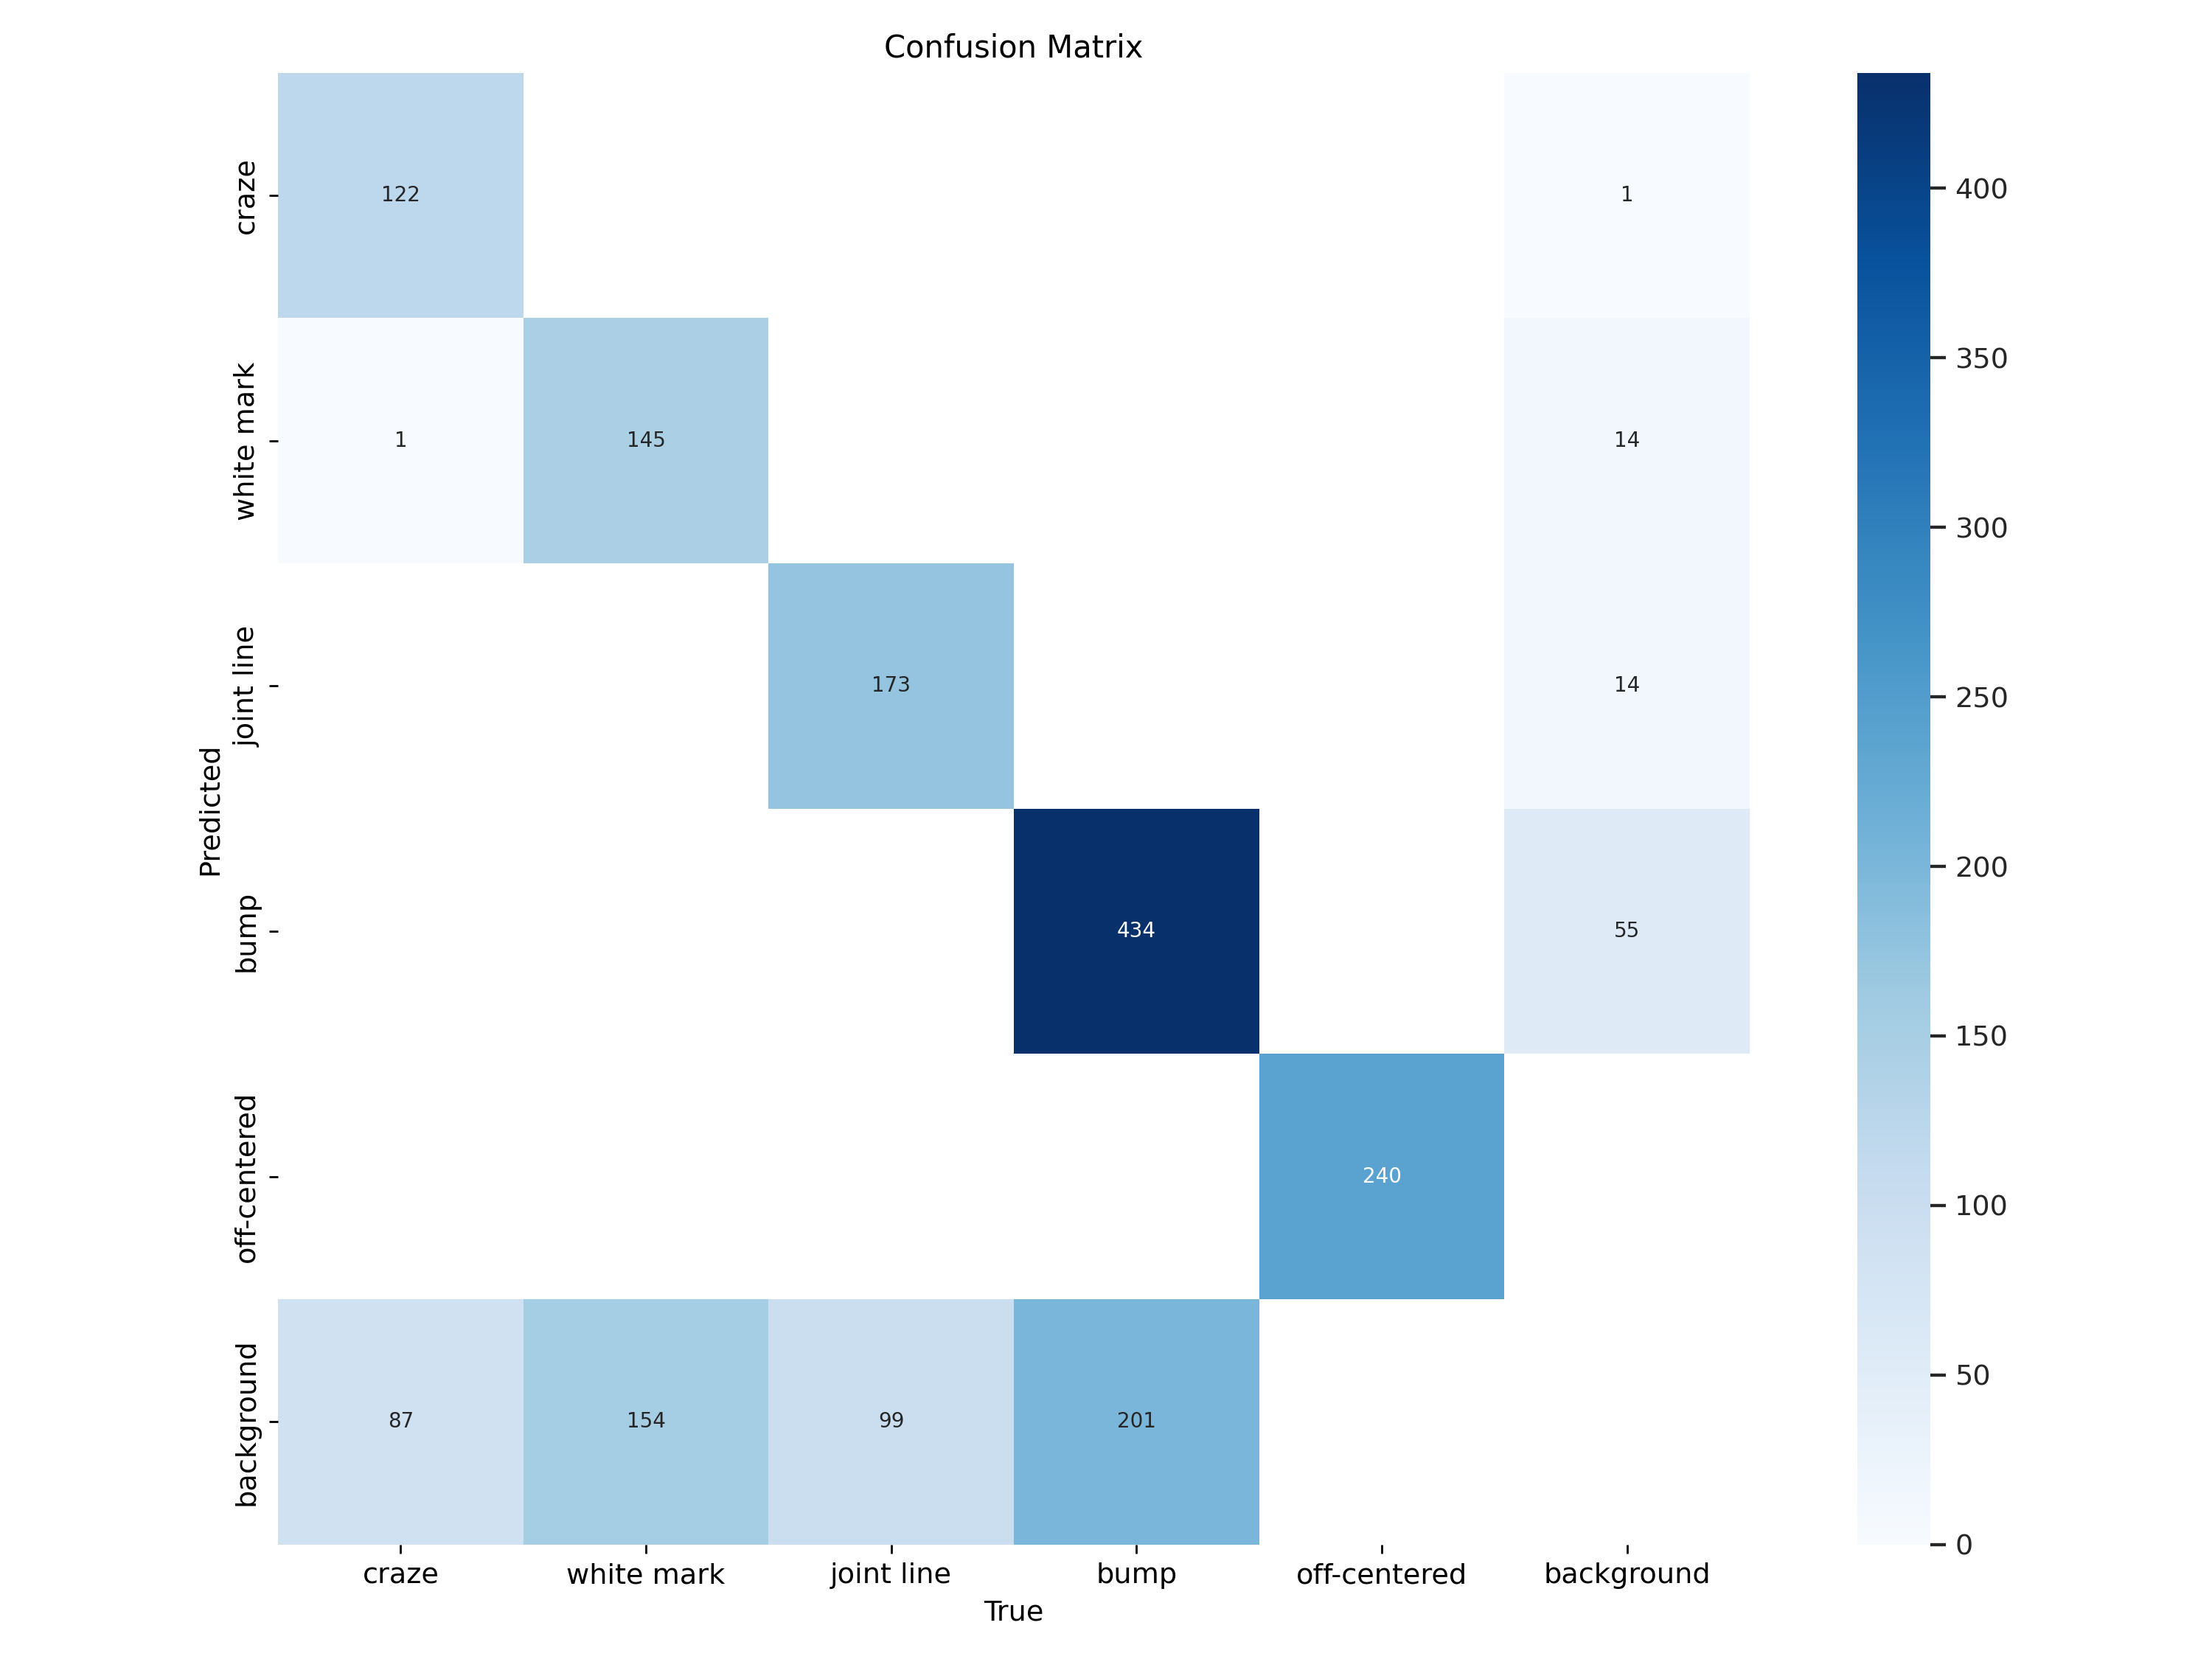 Confusion Matrix
craze
122
1
400
white mark
1
145
14
350
300
joint line
173
14
250
Predicted
bump
434
55
200
150
off-centered
240
100
background
87
154
99
201
50
0
craze
white mark
joint line
bump
off-centered
background
True